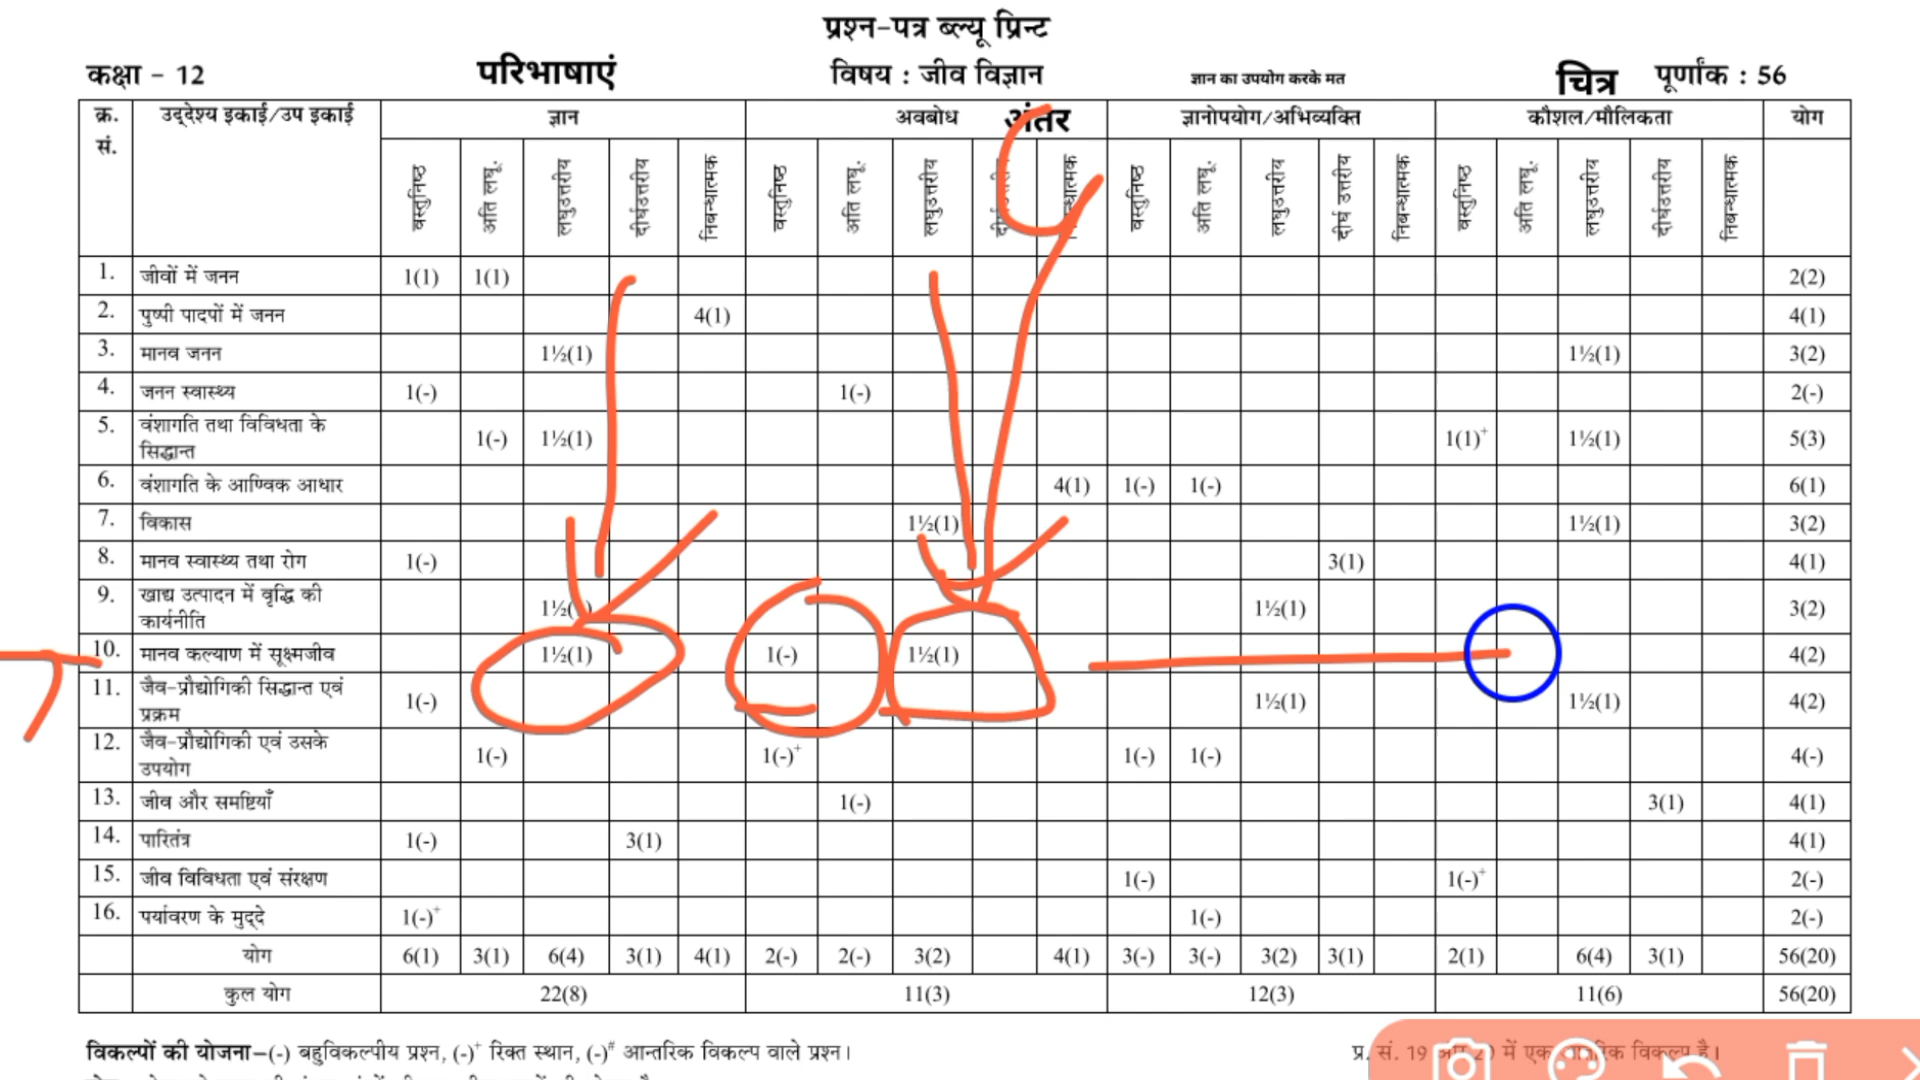 प्रश्न-पत्र ब्ल्यू प्रिन्ट
कक्षा - 12 परिभाषाएं विषय : जीव विज्ञान ज्ञान का उपयोग करके मत चित्र पूर्णांक : 56
क्र. सं. उद्देश्य इकाई/उप इकाई ज्ञान अवबोध अंतर ज्ञानोपयोग/अभिव्यक्ति कौशल/मौलिकता योग
वस्तुनिष्ठ अति लघू. लघुउत्तरीय दीर्घउत्तरीय निबन्धात्मक वस्तुनिष्ठ अति लघू. लघुउत्तरीय वस्तुनिष्ठ अति लघू. लघुउत्तरीय दीर्घ उत्तरीय निबन्धात्मक वस्तुनिष्ठ अति लघू. लघुउत्तरीय दीर्घउत्तरीय निबन्धात्मक
1. जीवों में जनन 1(1) 1(1) 2(2)
2. पुष्पी पादपों में जनन 4(1) 4(1)
3. मानव जनन 1½(1) 1½(1) 3(2)
4. जनन स्वास्थ्य 1(-) 1(-) 2(-)
5. वंशागति तथा विविधता के
सिद्धान्त 1(-) 1½(1) 1(1)⁺ 1½(1) 5(3)
6. वंशागति के आण्विक आधार 4(1) 1(-) 1(-) 6(1)
7. विकास 1½(1) 1½(1) 3(2)
8. मानव स्वास्थ्य तथा रोग 1(-) 3(1) 4(1)
9. खाद्य उत्पादन में वृद्धि की
कार्यनीति 1½( 1½(1) 3(2)
10. मानव कल्याण में सूक्ष्मजीव 1½(1) 1(-) 1½(1) 4(2)
11. जैव-प्रौद्योगिकी सिद्धान्त एवं
प्रक्रम 1(-) 1½(1) 1½(1) 4(2)
12. जैव-प्रौद्योगिकी एवं उसके
उपयोग 1(-) 1(-)⁺ 1(-) 1(-) 4(-)
13. जीव और समष्टियाँ 1(-) 3(1) 4(1)
14. पारितंत्र 1(-) 3(1) 4(1)
15. जीव विविधता एवं संरक्षण 1(-) 1(-)⁺ 2(-)
16. पर्यावरण के मुद्दे 1(-)⁺ 1(-) 2(-)
योग 6(1) 3(1) 6(4) 3(1) 4(1) 2(-) 2(-) 3(2) 4(1) 3(-) 3(-) 3(2) 3(1) 2(1) 6(4) 3(1) 56(20)
कुल योग 22(8) 11(3) 12(3) 11(6) 56(20)
विकल्पों की योजना–(-) बहुविकल्पीय प्रश्न, (-)⁺ रिक्त स्थान, (-)# आन्तरिक विकल्प वाले प्रश्न।
प्र. सं. 19 में एक विकल्प है।